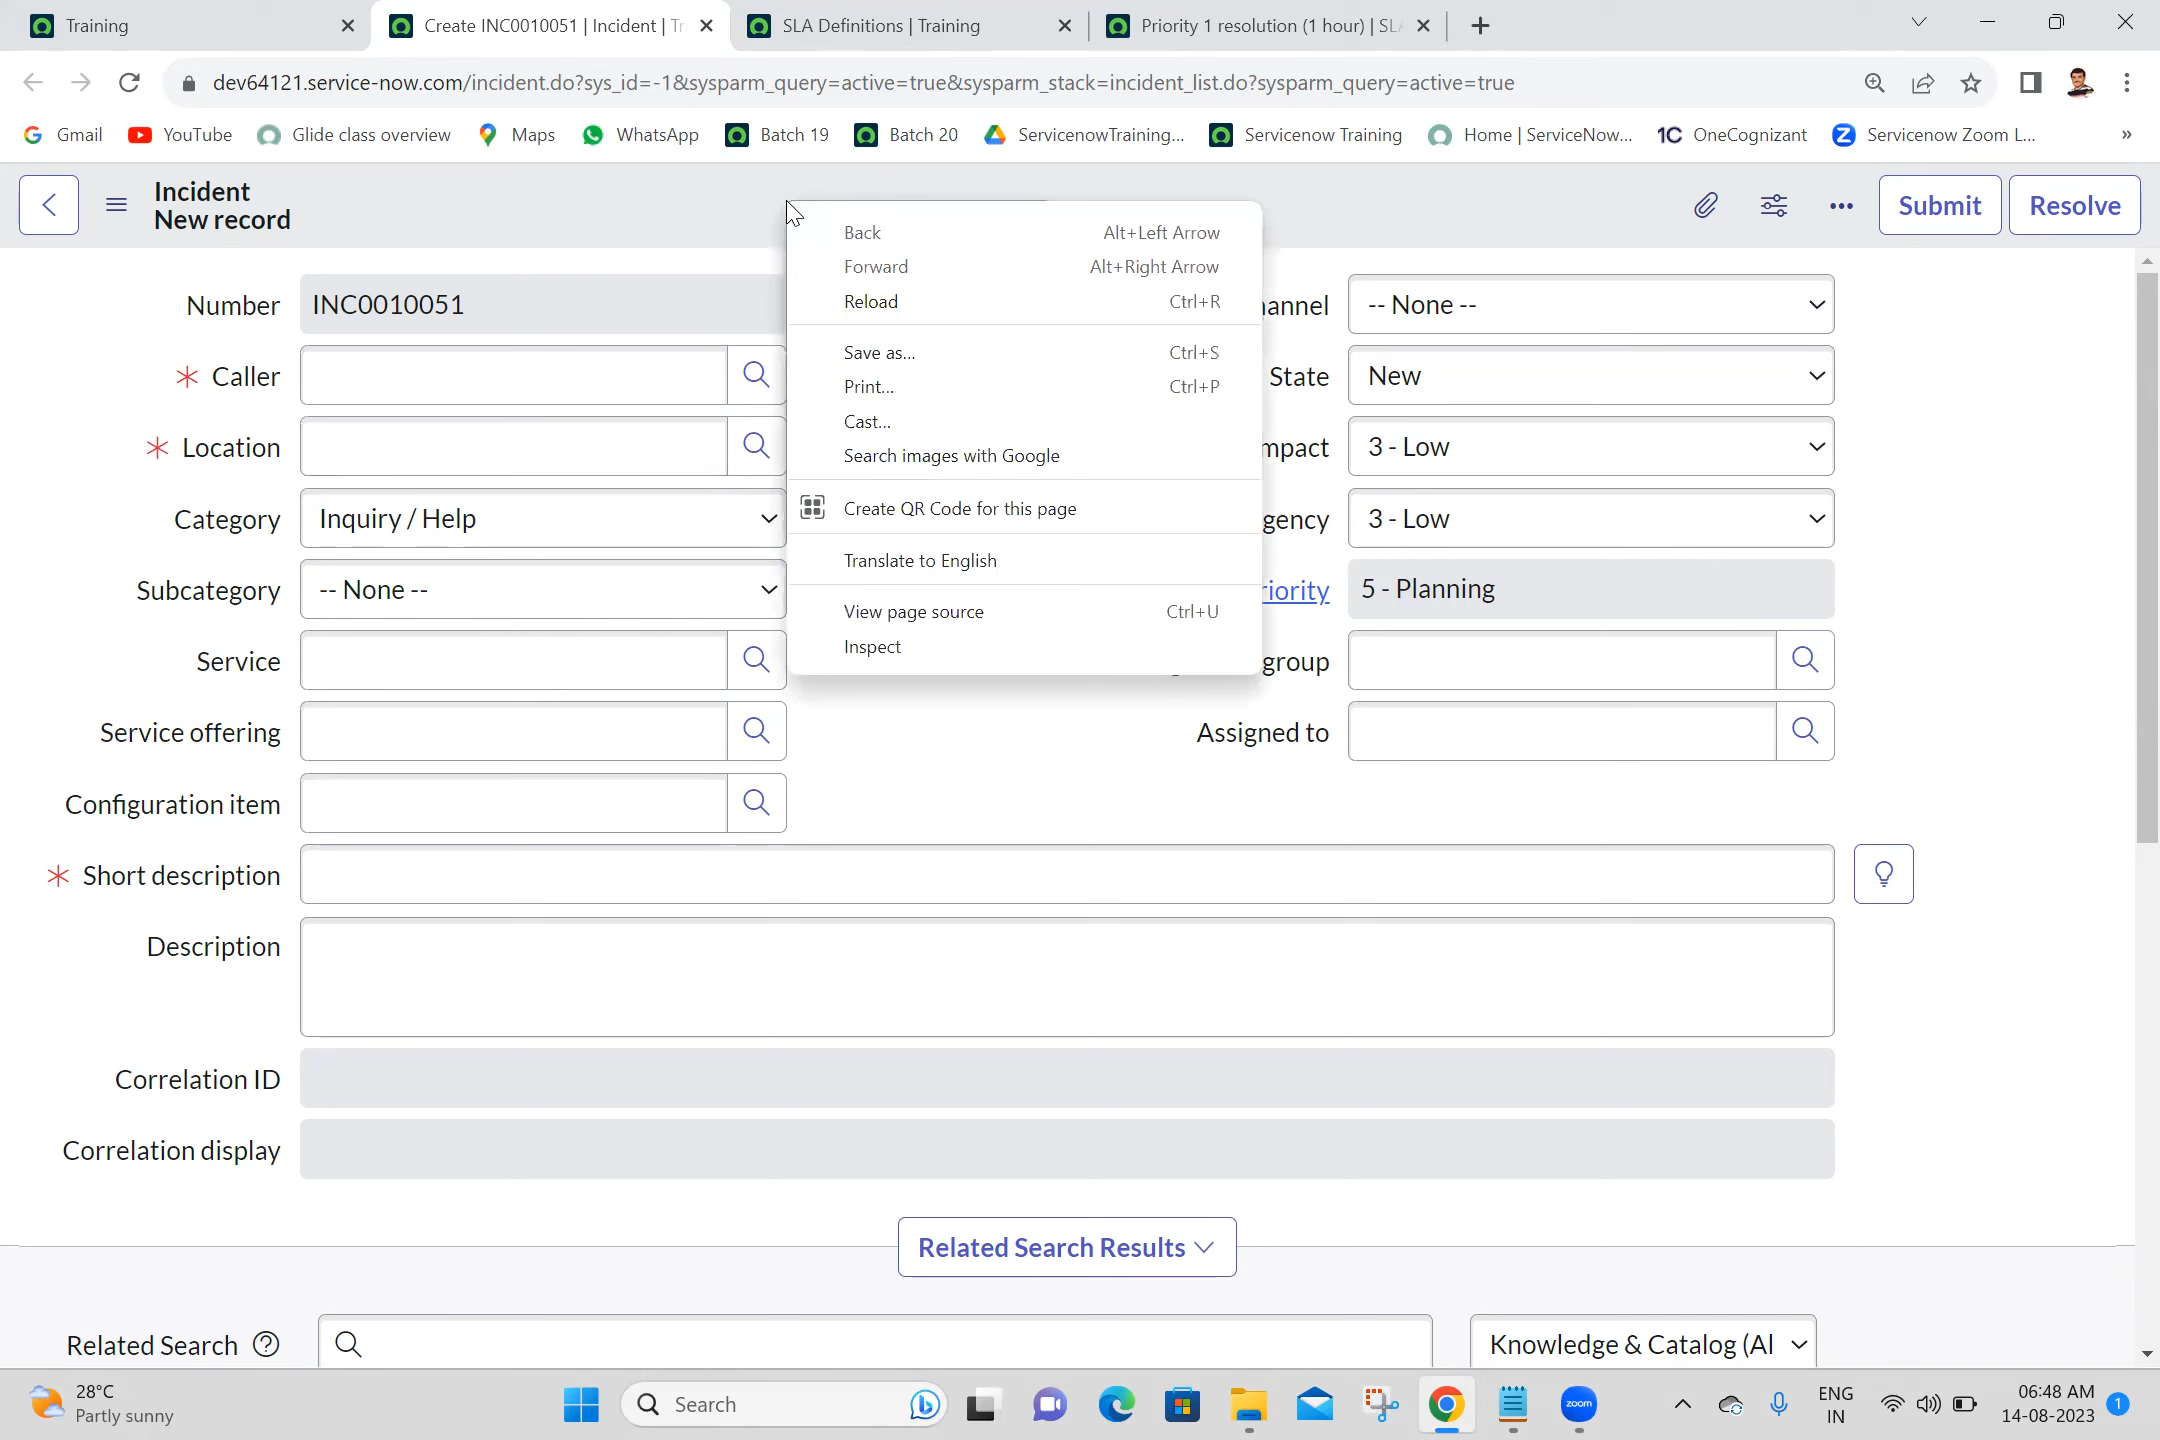 Training
Create INC0010051 | Incident | Tr
SLA Definitions | Training
Priority 1 resolution (1 hour) | SLA
dev64121.service-now.com/incident.do?sys_id=-1&sysparm_query=active=true&sysparm_stack=incident_list.do?sysparm_query=active=true
Gmail
YouTube
Glide class overview
Maps
WhatsApp
Batch 19
Batch 20
ServicenowTraining...
Servicenow Training
Home | ServiceNow...
1C OneCognizant
Servicenow Zoom L...
»
Incident
New record
Submit
Resolve
Back Alt+Left Arrow
Forward Alt+Right Arrow
Reload Ctrl+R
Save as... Ctrl+S
Print... Ctrl+P
Cast...
Search images with Google
Create QR Code for this page
Translate to English
View page source Ctrl+U
Inspect
Number INC0010051
* Caller
* Location
Category Inquiry / Help
Subcategory -- None --
Service
Service offering
Configuration item
annel -- None --
State New
mpact 3 - Low
gency 3 - Low
riority 5 - Planning
group
Assigned to
* Short description
Description
Correlation ID
Correlation display
Related Search Results
Related Search
Knowledge & Catalog (Al
28°C
Partly sunny
Search
zoom
ENG
IN
06:48 AM
14-08-2023
1